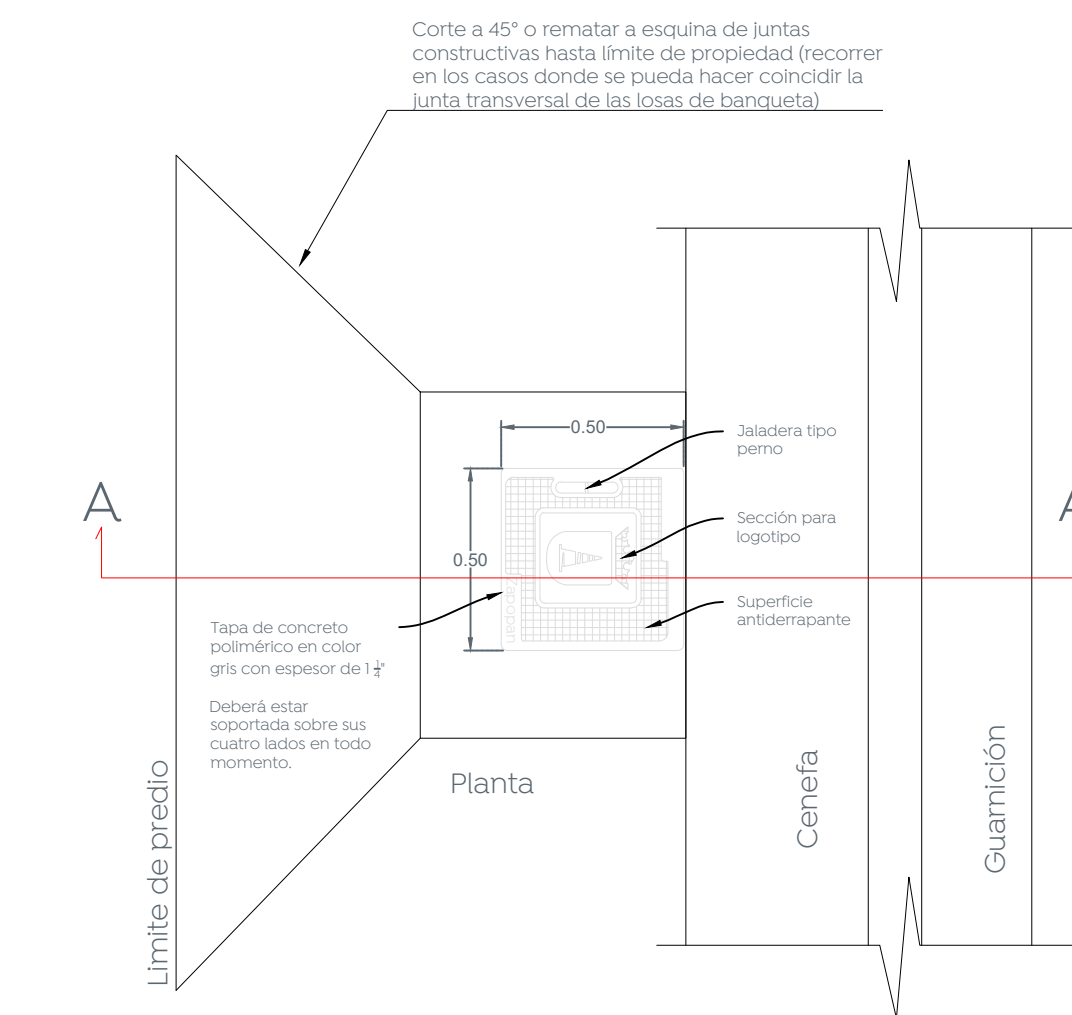 Corte a 45° o rematar a esquina de juntas
constructivas hasta límite de propiedad (recorrer
en los casos donde se pueda hacer coincidir la
junta transversal de las losas de banqueta)
0.50
Jaladera tipo
perno
A
A
Sección para
logotipo
0.50
Superficie
antiderrapante
Zapopan
Tapa de concreto
polimérico en color
gris con espesor de 1 1/4"
Deberá estar
soportada sobre sus
cuatro lados en todo
momento.
Planta
Limite de predio
Cenefa
Guarnición